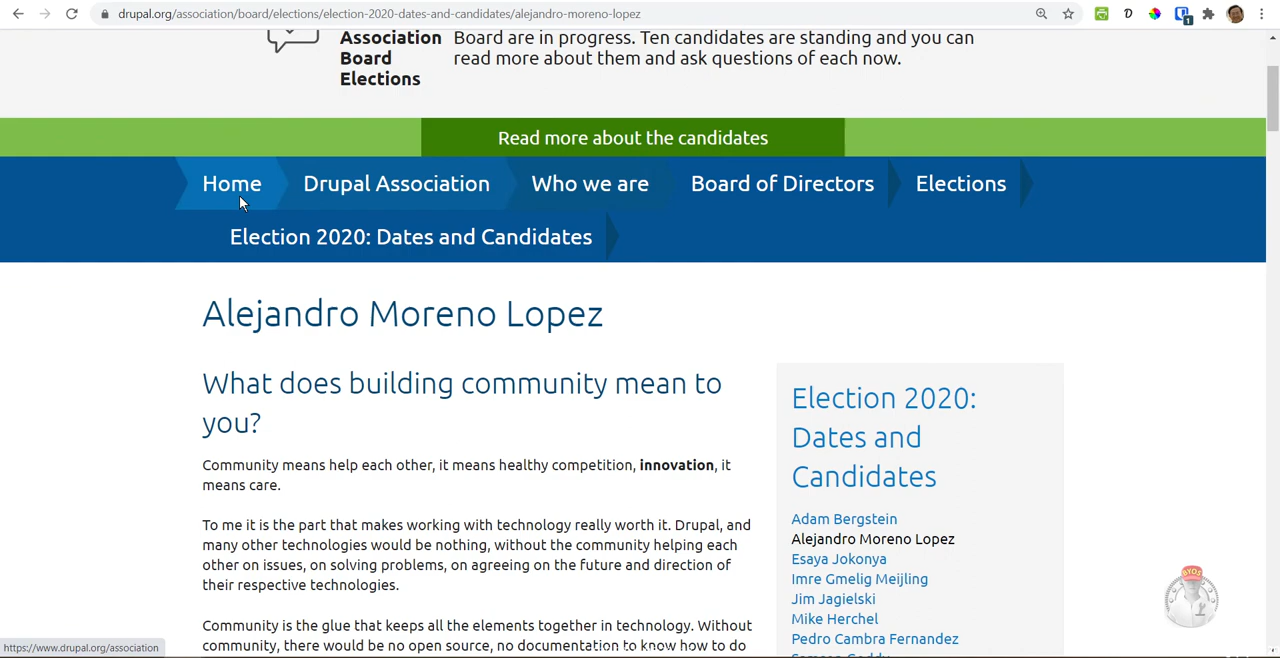 drupal.org/association/board/elections/election-2020-dates-and-candidates/alejandro-moreno-lopez
Association
Board
Elections
Board are in progress. Ten candidates are standing and you can
read more about them and ask questions of each now.
Read more about the candidates
Home
Drupal Association
Who we are
Board of Directors
Elections
Election 2020: Dates and Candidates
Alejandro Moreno Lopez
What does building community mean to
you?
Community means help each other, it means healthy competition, innovation, it
means care.
To me it is the part that makes working with technology really worth it. Drupal, and
many other technologies would be nothing, without the community helping each
other on issues, on solving problems, on agreeing on the future and direction of
their respective technologies.
Community is the glue that keeps all the elements together in technology. Without
community, there would be no open source, no documentation to know how to do
Election 2020:
Dates and
Candidates
Adam Bergstein
Alejandro Moreno Lopez
Esaya Jokonya
Imre Gmelig Meijling
Jim Jagielski
Mike Herchel
Pedro Cambra Fernandez
BYOS
https://www.drupal.org/association